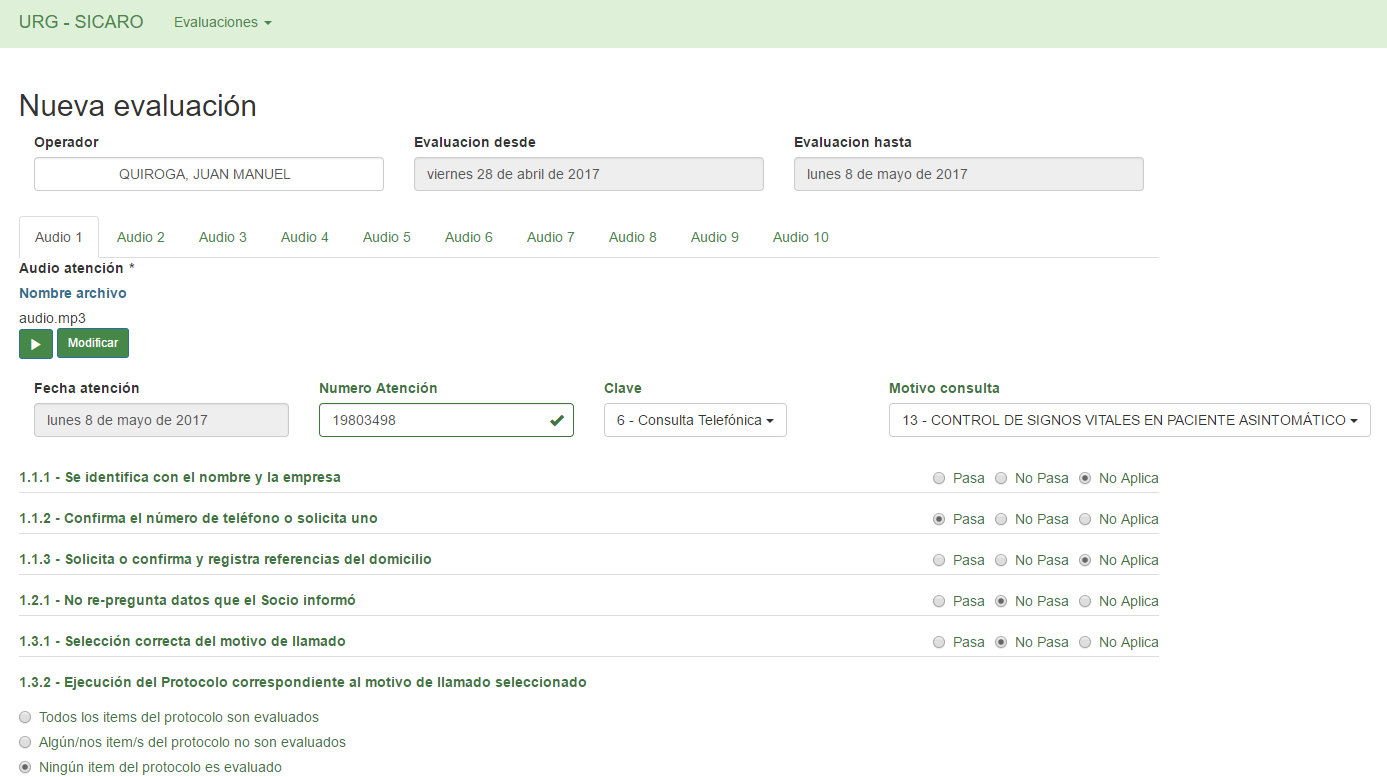 URG - SICARO Evaluaciones
Nueva evaluación
Operador Evaluacion desde Evaluacion hasta
QUIROGA, JUAN MANUEL viernes 28 de abril de 2017 lunes 8 de mayo de 2017
Audio 1 Audio 2 Audio 3 Audio 4 Audio 5 Audio 6 Audio 7 Audio 8 Audio 9 Audio 10
Audio atención *
Nombre archivo
audio.mp3
Modificar
Fecha atención Numero Atención Clave Motivo consulta
lunes 8 de mayo de 2017 19803498 6 - Consulta Telefónica 13 - CONTROL DE SIGNOS VITALES EN PACIENTE ASINTOMÁTICO
1.1.1 - Se identifica con el nombre y la empresa Pasa No Pasa No Aplica
1.1.2 - Confirma el número de teléfono o solicita uno Pasa No Pasa No Aplica
1.1.3 - Solicita o confirma y registra referencias del domicilio Pasa No Pasa No Aplica
1.2.1 - No re-pregunta datos que el Socio informó Pasa No Pasa No Aplica
1.3.1 - Selección correcta del motivo de llamado Pasa No Pasa No Aplica
1.3.2 - Ejecución del Protocolo correspondiente al motivo de llamado seleccionado
Todos los items del protocolo son evaluados
Algún/nos item/s del protocolo no son evaluados
Ningún item del protocolo es evaluado